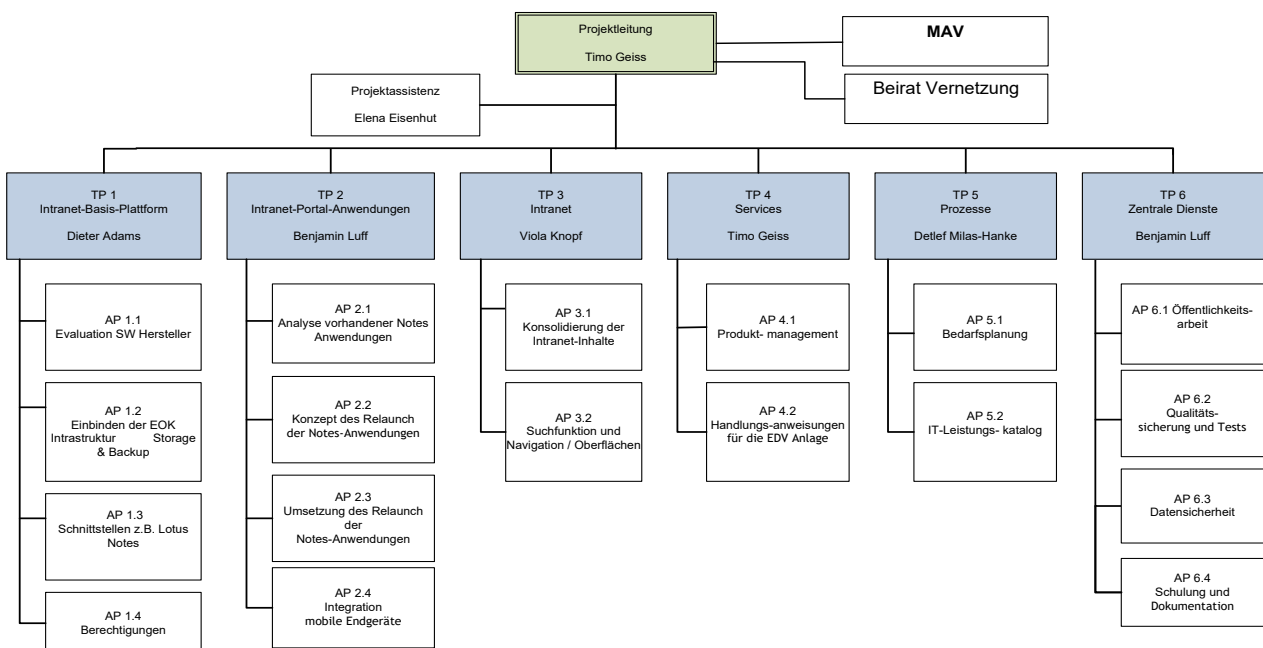 Projektleitung
Timo Geiss
MAV
Beirat Vernetzung
Projektassistenz
Elena Eisenhut
TP 1
Intranet-Basis-Plattform
Dieter Adams
TP 2
Intranet-Portal-Anwendungen
Benjamin Luff
TP 3
Intranet
Viola Knopf
TP 4
Services
Timo Geiss
TP 5
Prozesse
Detlef Milas-Hanke
TP 6
Zentrale Dienste
Benjamin Luff
AP 1.1
Evaluation SW Hersteller
AP 1.2
Einbinden der EOK
Intrastruktur Storage
& Backup
AP 1.3
Schnittstellen z.B. Lotus
Notes
AP 1.4
Berechtigungen
AP 2.1
Analyse vorhandener Notes
Anwendungen
AP 2.2
Konzept des Relaunch
der Notes-Anwendungen
AP 2.3
Umsetzung des Relaunch
der
Notes-Anwendungen
AP 2.4
Integration
mobile Endgeräte
AP 3.1
Konsolidierung der
Intranet-Inhalte
AP 3.2
Suchfunktion und
Navigation / Oberflächen
AP 4.1
Produkt- management
AP 4.2
Handlungs-anweisungen
für die EDV Anlage
AP 5.1
Bedarfsplanung
AP 5.2
IT-Leistungs- katalog
AP 6.1 Öffentlichkeits-
arbeit
AP 6.2
Qualitäts-
sicherung und Tests
AP 6.3
Datensicherheit
AP 6.4
Schulung und
Dokumentation